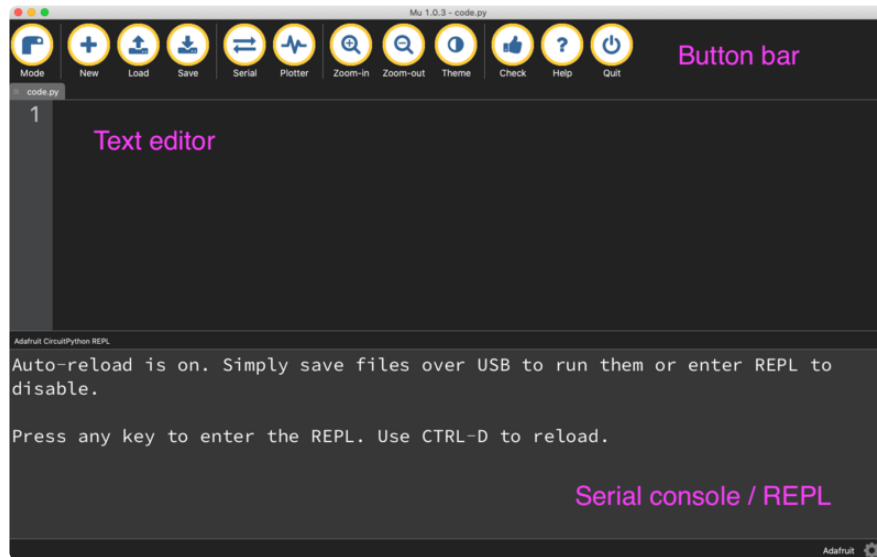 Mu 1.0.3 - code.py
Mode New Load Save Serial Plotter Zoom-in Zoom-out Theme Check Help Quit
Button bar
code.py
1
Text editor
Adafruit CircuitPython REPL
Auto-reload is on. Simply save files over USB to run them or enter REPL to
disable.
Press any key to enter the REPL. Use CTRL-D to reload.
Serial console / REPL
Adafruit